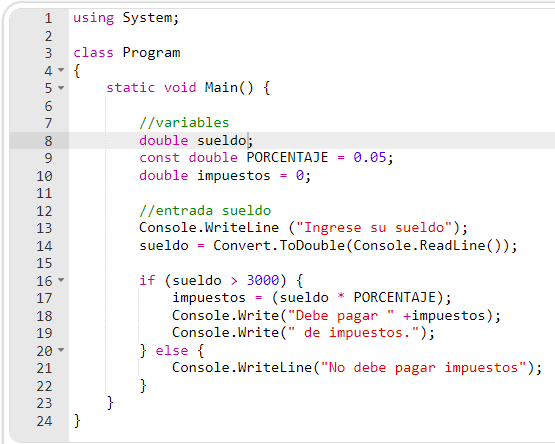 1 using System;
2
3 class Program
4 {
5     static void Main() {
6
7         //variables
8         double sueldo;
9         const double PORCENTAJE = 0.05;
10         double impuestos = 0;
11
12         //entrada sueldo
13         Console.WriteLine ("Ingrese su sueldo");
14         sueldo = Convert.ToDouble(Console.ReadLine());
15
16         if (sueldo > 3000) {
17             impuestos = (sueldo * PORCENTAJE);
18             Console.Write("Debe pagar " +impuestos);
19             Console.Write(" de impuestos.");
20         } else {
21             Console.WriteLine("No debe pagar impuestos");
22         }
23     }
24 }